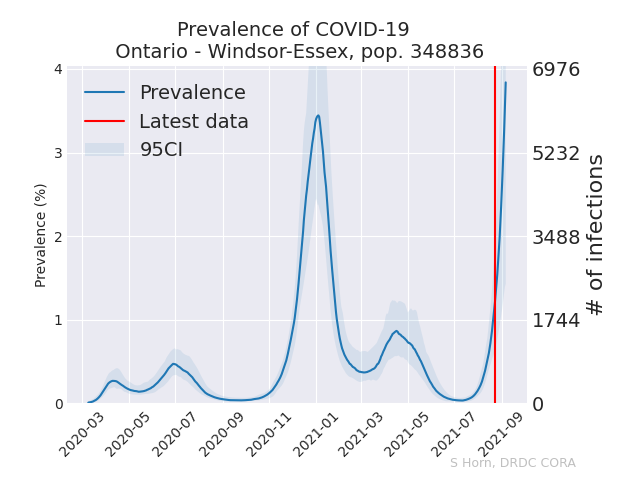 Prevalence of COVID-19
Ontario - Windsor-Essex, pop. 348836
Prevalence
Latest data
95CI
Prevalence (%)
4
3
2
1
0
6976
5232
3488
1744
0
# of infections
2020-03
2020-05
2020-07
2020-09
2020-11
2021-01
2021-03
2021-05
2021-07
2021-09
S Horn, DRDC CORA